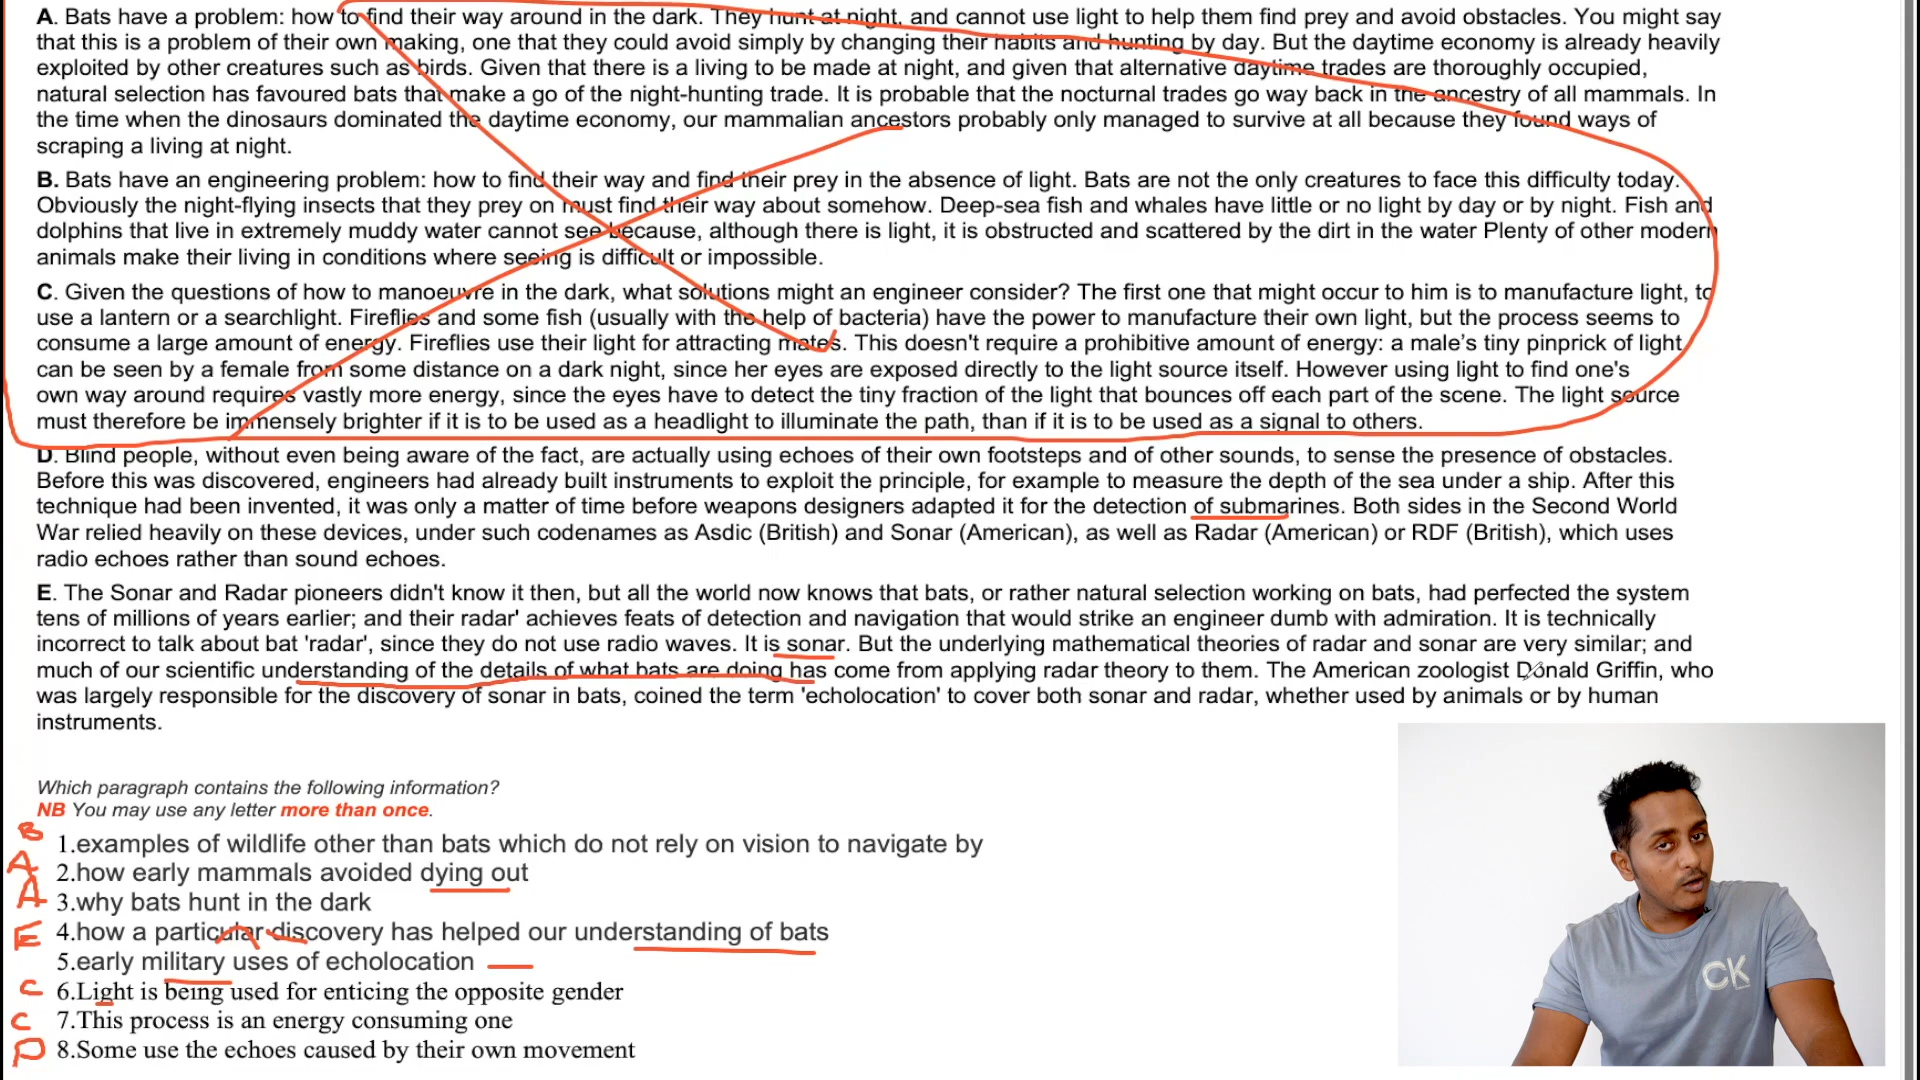 A. Bats have a problem: how to find their way around in the dark. They hunt at night, and cannot use light to help them find prey and avoid obstacles. You might say
that this is a problem of their own making, one that they could avoid simply by changing their habits and hunting by day. But the daytime economy is already heavily
exploited by other creatures such as birds. Given that there is a living to be made at night, and given that alternative daytime trades are thoroughly occupied,
natural selection has favoured bats that make a go of the night-hunting trade. It is probable that the nocturnal trades go way back in the ancestry of all mammals. In
the time when the dinosaurs dominated the daytime economy, our mammalian ancestors probably only managed to survive at all because they found ways of
scraping a living at night.
B. Bats have an engineering problem: how to find their way and find their prey in the absence of light. Bats are not the only creatures to face this difficulty today.
Obviously the night-flying insects that they prey on must find their way about somehow. Deep-sea fish and whales have little or no light by day or by night. Fish and
dolphins that live in extremely muddy water cannot see because, although there is light, it is obstructed and scattered by the dirt in the water Plenty of other modern
animals make their living in conditions where seeing is difficult or impossible.
C. Given the questions of how to manoeuvre in the dark, what solutions might an engineer consider? The first one that might occur to him is to manufacture light, to
use a lantern or a searchlight. Fireflies and some fish (usually with the help of bacteria) have the power to manufacture their own light, but the process seems to
consume a large amount of energy. Fireflies use their light for attracting mates. This doesn't require a prohibitive amount of energy: a male's tiny pinprick of light
can be seen by a female from some distance on a dark night, since her eyes are exposed directly to the light source itself. However using light to find one's
own way around requires vastly more energy, since the eyes have to detect the tiny fraction of the light that bounces off each part of the scene. The light source
must therefore be immensely brighter if it is to be used as a headlight to illuminate the path, than if it is to be used as a signal to others.
D. Blind people, without even being aware of the fact, are actually using echoes of their own footsteps and of other sounds, to sense the presence of obstacles.
Before this was discovered, engineers had already built instruments to exploit the principle, for example to measure the depth of the sea under a ship. After this
technique had been invented, it was only a matter of time before weapons designers adapted it for the detection of submarines. Both sides in the Second World
War relied heavily on these devices, under such codenames as Asdic (British) and Sonar (American), as well as Radar (American) or RDF (British), which uses
radio echoes rather than sound echoes.
E. The Sonar and Radar pioneers didn't know it then, but all the world now knows that bats, or rather natural selection working on bats, had perfected the system
tens of millions of years earlier; and their radar' achieves feats of detection and navigation that would strike an engineer dumb with admiration. It is technically
incorrect to talk about bat 'radar', since they do not use radio waves. It is sonar. But the underlying mathematical theories of radar and sonar are very similar; and
much of our scientific understanding of the details of what bats are doing has come from applying radar theory to them. The American zoologist Donald Griffin, who
was largely responsible for the discovery of sonar in bats, coined the term 'echolocation' to cover both sonar and radar, whether used by animals or by human
instruments.
Which paragraph contains the following information?
NB You may use any letter more than once.
B 1.examples of wildlife other than bats which do not rely on vision to navigate by
A 2.how early mammals avoided dying out
A 3.why bats hunt in the dark
E 4.how a particular discovery has helped our understanding of bats
5.early military uses of echolocation
C 6.Light is being used for enticing the opposite gender
C 7.This process is an energy consuming one
D 8.Some use the echoes caused by their own movement
CK